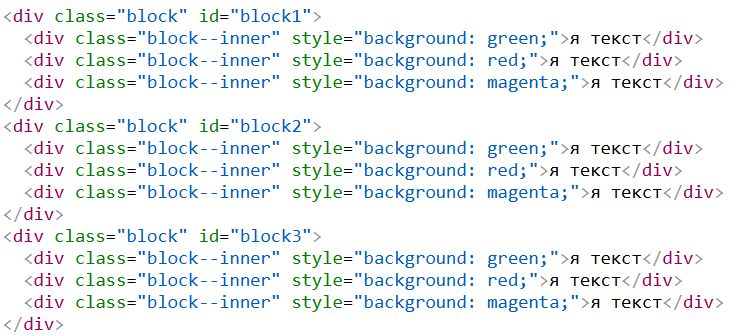 <div class="block" id="block1">
  <div class="block--inner" style="background: green;">я текст</div>
  <div class="block--inner" style="background: red;">я текст</div>
  <div class="block--inner" style="background: magenta;">я текст</div>
</div>
<div class="block" id="block2">
  <div class="block--inner" style="background: green;">я текст</div>
  <div class="block--inner" style="background: red;">я текст</div>
  <div class="block--inner" style="background: magenta;">я текст</div>
</div>
<div class="block" id="block3">
  <div class="block--inner" style="background: green;">я текст</div>
  <div class="block--inner" style="background: red;">я текст</div>
  <div class="block--inner" style="background: magenta;">я текст</div>
</div>